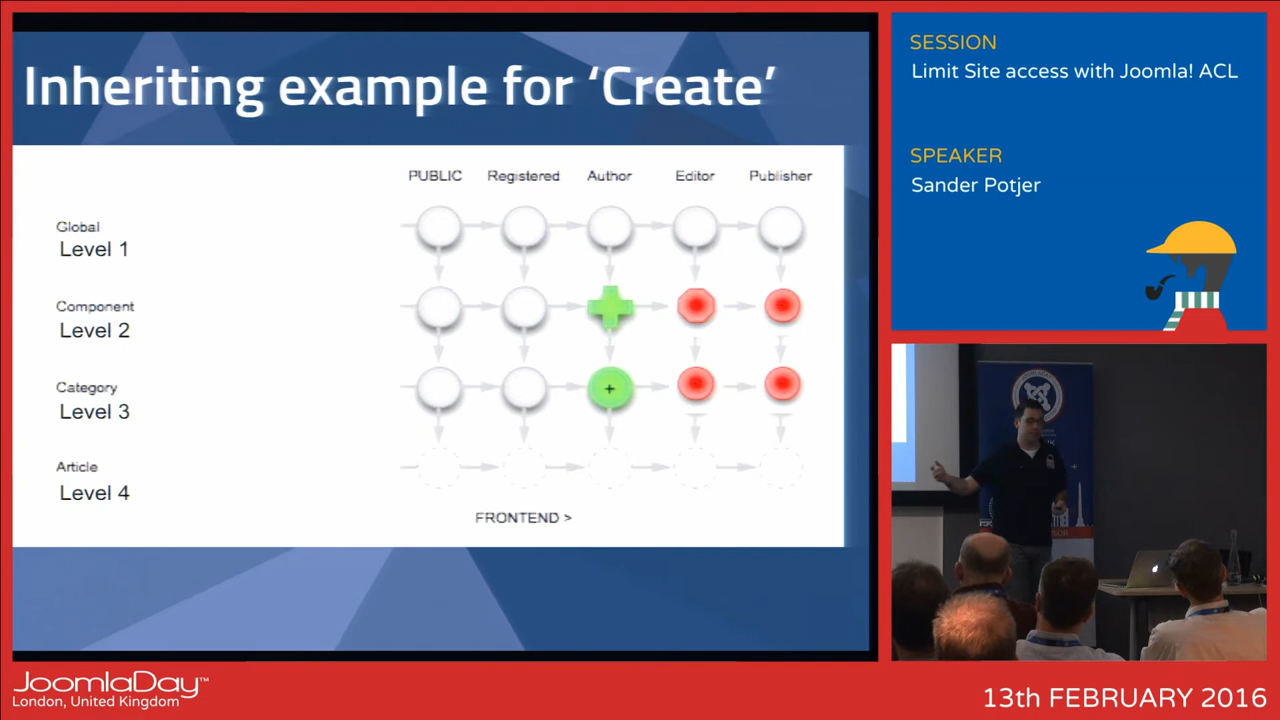 Inheriting example for ‘Create’
PUBLIC Registered Author Editor Publisher
Global
Level 1
Component
Level 2
Category
Level 3
Article
Level 4
FRONTEND >
SESSION
Limit Site access with Joomla! ACL
SPEAKER
Sander Potjer
JoomlaDay™
London, United Kingdom
13th FEBRUARY 2016